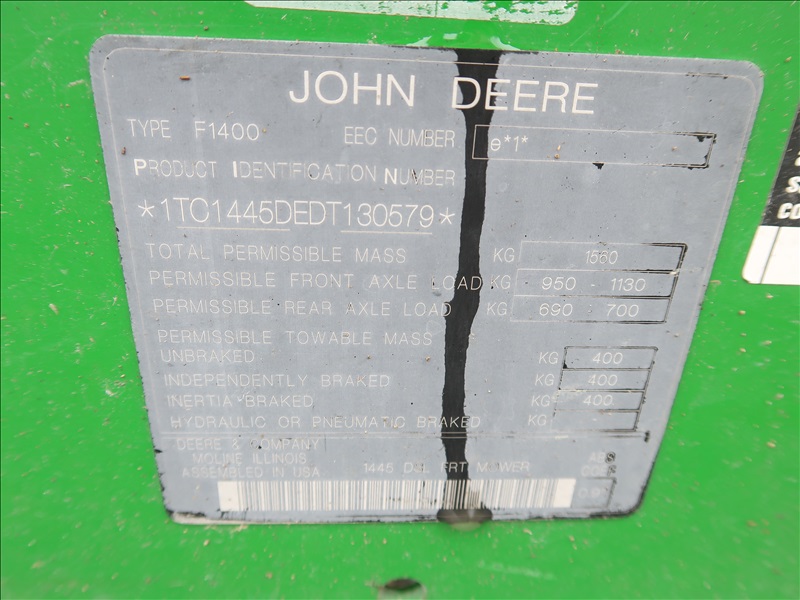 JOHN DEERE
TYPE F1400 EEC NUMBER e*1*
PRODUCT IDENTIFICATION NUMBER
*1TC1445DEDT130579*
TOTAL PERMISSIBLE MASS KG 1560
PERMISSIBLE FRONT AXLE LOAD KG 950 - 1130
PERMISSIBLE REAR AXLE LOAD KG 690 - 700
PERMISSIBLE TOWABLE MASS
UNBRAKED KG 400
INDEPENDENTLY BRAKED KG 400
INERTIA BRAKED KG 400
HYDRAULIC OR PNEUMATIC BRAKED KG -
DEERE & COMPANY
MOLINE ILLINOIS
ASSEMBLED IN USA 1445 DSL FRT MOWER